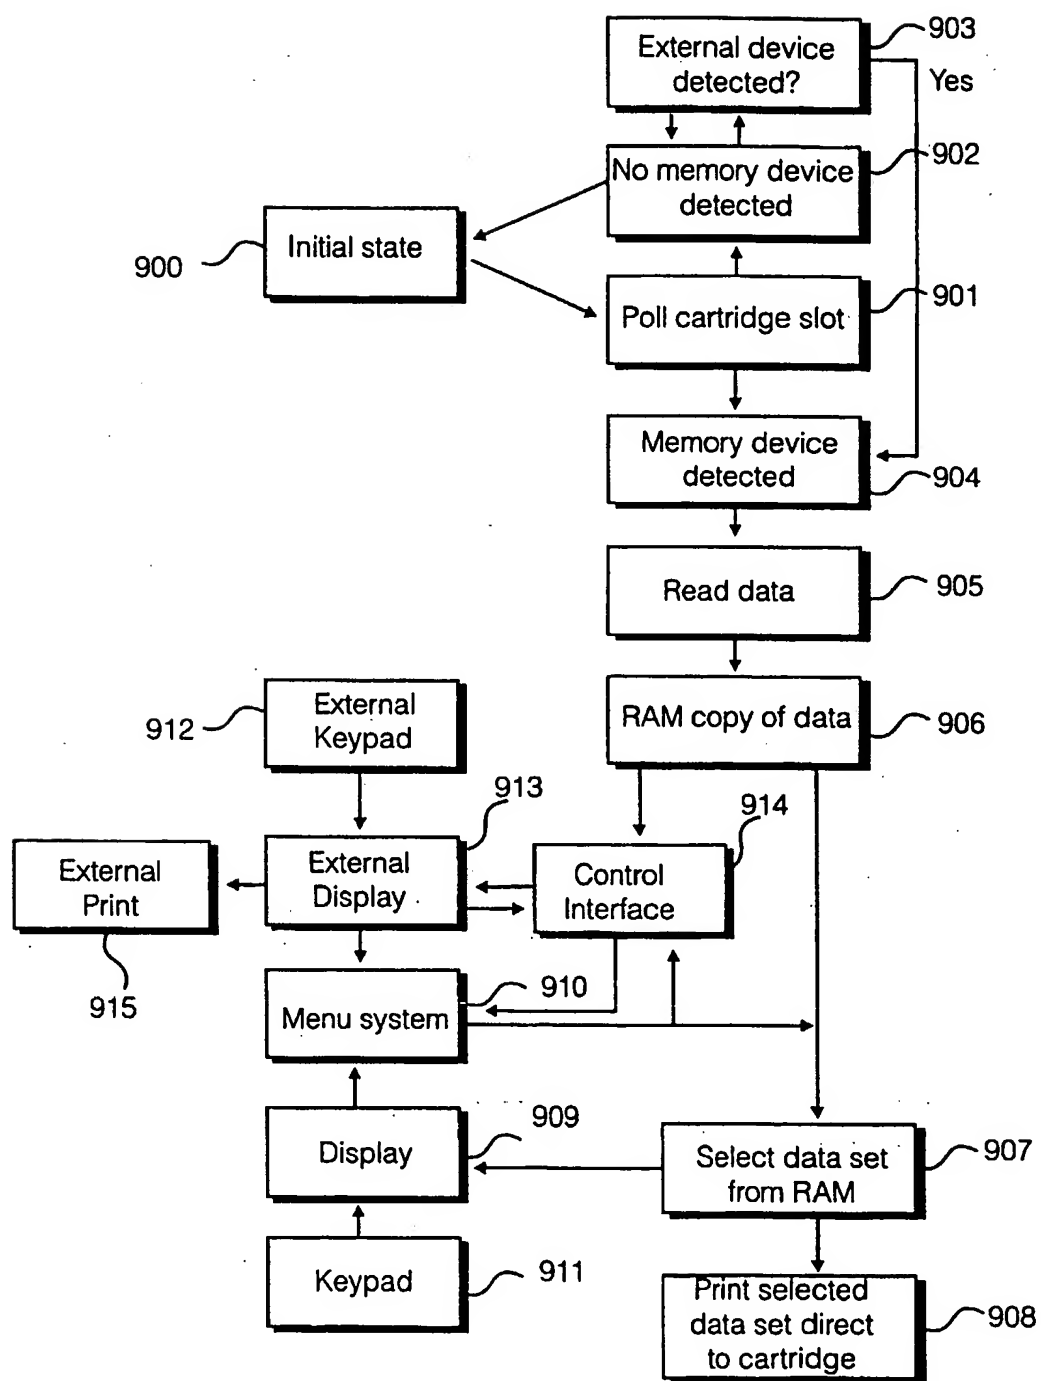 External device
detected?
903
Yes
No memory device
detected
902
Initial state
900
Poll cartridge slot
901
Memory device
detected
904
Read data
905
RAM copy of data
906
External
Keypad
912
External
Display
913
Control
Interface
914
External
Print
915
Menu system
910
Display
909
Select data set
from RAM
907
Keypad
911
Print selected
data set direct
to cartridge
908